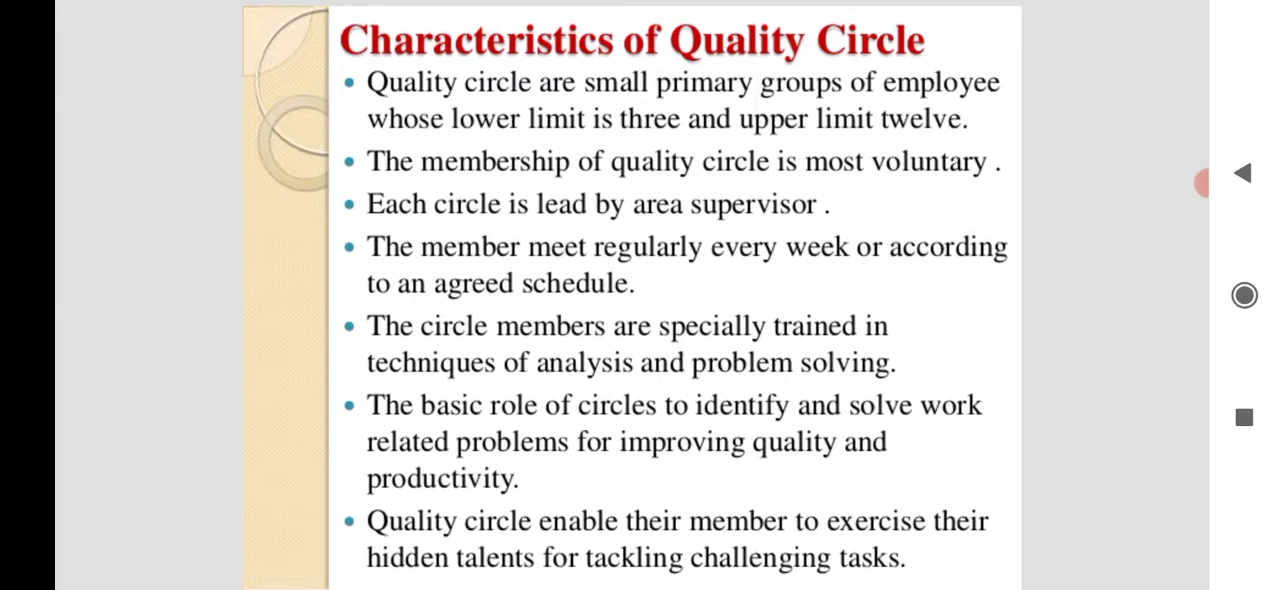 Characteristics of Quality Circle
• Quality circle are small primary groups of employee
whose lower limit is three and upper limit twelve.
• The membership of quality circle is most voluntary .
• Each circle is lead by area supervisor .
• The member meet regularly every week or according
to an agreed schedule.
• The circle members are specially trained in
techniques of analysis and problem solving.
• The basic role of circles to identify and solve work
related problems for improving quality and
productivity.
• Quality circle enable their member to exercise their
hidden talents for tackling challenging tasks.